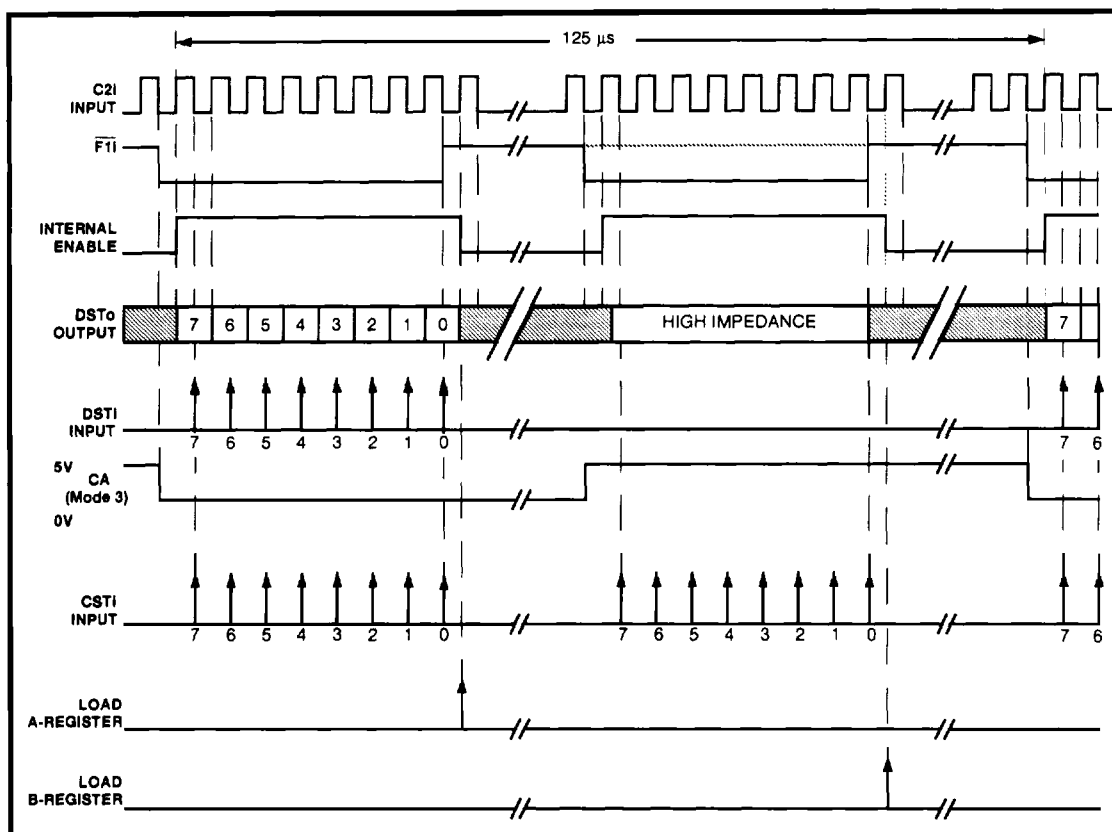 125 µs
C2i
INPUT
F1i
INTERNAL
ENABLE
DSTo
OUTPUT
7 6 5 4 3 2 1 0 HIGH IMPEDANCE 7
DSTi
INPUT
7 6 5 4 3 2 1 0 7 6
5V
CA
(Mode 3)
0V
CSTi
INPUT
7 6 5 4 3 2 1 0 7 6 5 4 3 2 1 0 7 6
LOAD
A-REGISTER
LOAD
B-REGISTER